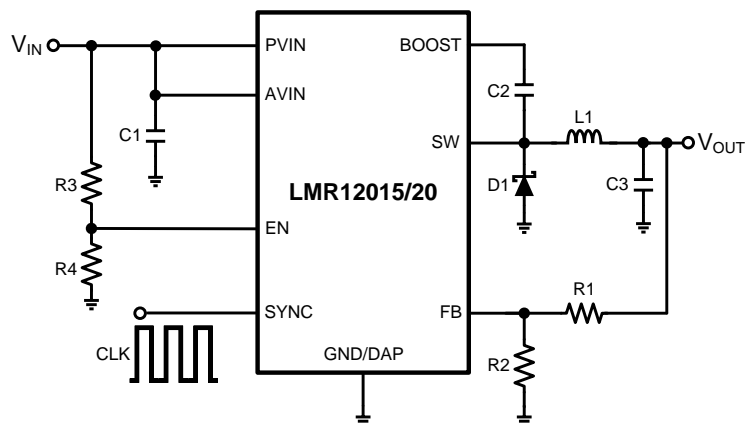 VIN
PVIN
BOOST
AVIN
C2
C1
SW
L1
VOUT
R3
LMR12015/20
D1
C3
EN
R4
SYNC
FB
R1
CLK
GND/DAP
R2